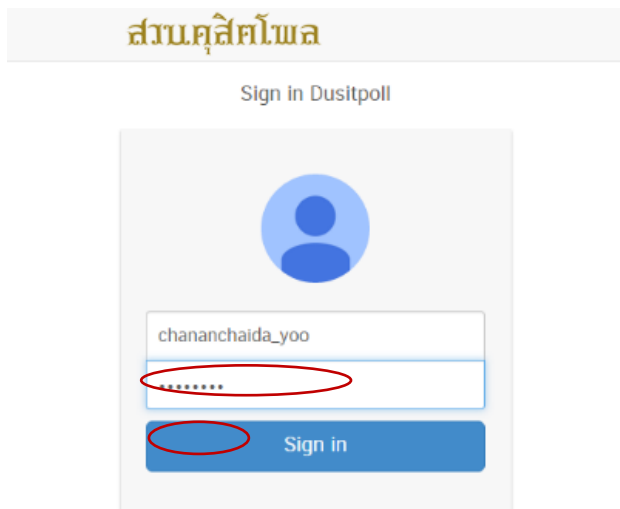 สวนดุสิตโพล
Sign in Dusitpoll
chananchaida_yoo
........
Sign in